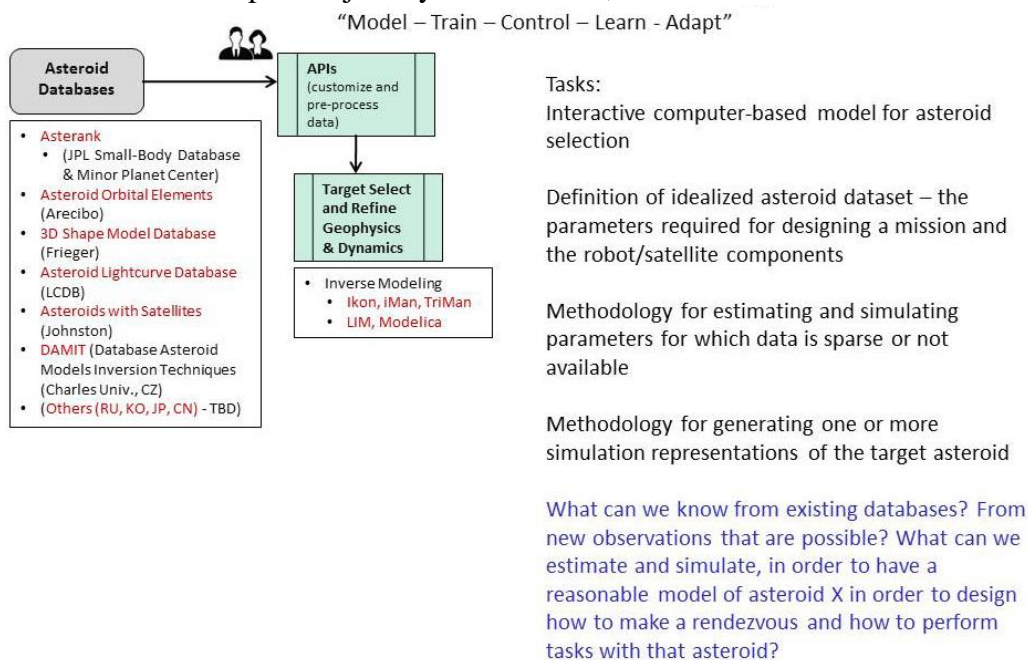 “Model – Train – Control – Learn - Adapt”
Asteroid
Databases
• Asterank
• (JPL Small-Body Database
& Minor Planet Center)
• Asteroid Orbital Elements
(Arecibo)
• 3D Shape Model Database
(Frieger)
• Asteroid Lightcurve Database
(LCDB)
• Asteroids with Satellites
(Johnston)
• DAMIT (Database Asteroid
Models Inversion Techniques
(Charles Univ., CZ)
• (Others (RU, KO, JP, CN) - TBD)
APIs
(customize and
pre-process
data)
Target Select
and Refine
Geophysics
& Dynamics
• Inverse Modeling
• Ikon, iMan, TriMan
• LIM, Modelica
Tasks:
Interactive computer-based model for asteroid
selection
Definition of idealized asteroid dataset – the
parameters required for designing a mission and
the robot/satellite components
Methodology for estimating and simulating
parameters for which data is sparse or not
available
Methodology for generating one or more
simulation representations of the target asteroid
What can we know from existing databases? From
new observations that are possible? What can we
estimate and simulate, in order to have a
reasonable model of asteroid X in order to design
how to make a rendezvous and how to perform
tasks with that asteroid?